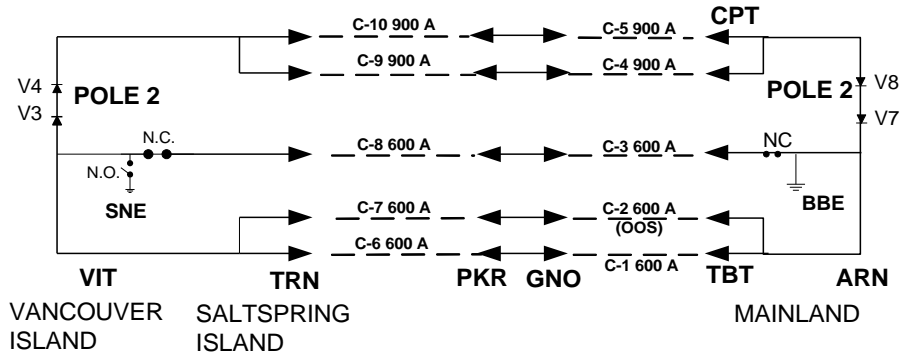 C-10 900 A
C-5 900 A
CPT
C-9 900 A
C-4 900 A
V4
POLE 2
POLE 2
V8
V3
V7
N.C.
C-8 600 A
C-3 600 A
NC
N.O.
SNE
BBE
C-7 600 A
C-2 600 A
(OOS)
C-6 600 A
C-1 600 A
VIT
TRN
PKR
GNO
TBT
ARN
VANCOUVER
ISLAND
SALTSPRING
ISLAND
MAINLAND